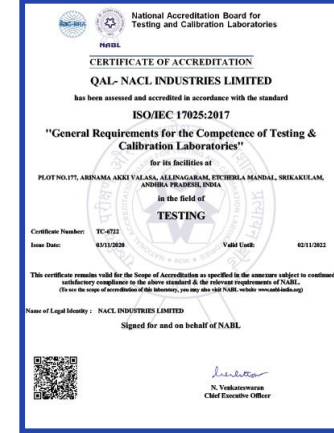 National Accreditation Board for
Testing and Calibration Laboratories
NABL
CERTIFICATE OF ACCREDITATION
QAL- NACL INDUSTRIES LIMITED
has been assessed and accredited in accordance with the standard
ISO/IEC 17025:2017
"General Requirements for the Competence of Testing &
Calibration Laboratories"
for its facilities at
PLOT NO.177, ARINAMA AKKI VALASA, ALLINAGARAM, ETCHERLA MANDAL, SRIKAKULAM,
ANDHRA PRADESH, INDIA
in the field of
TESTING
Certificate Number: TC-6722
Issue Date: 03/11/2020 Valid Until: 02/11/2022
This certificate remains valid for the Scope of Accreditation as specified in the annexure subject to continued
satisfactory compliance to the above standard & the relevant requirements of NABL.
(To see the scope of accreditation of this laboratory, you may also visit NABL website www.nabl-india.org)
Name of Legal Identity : NACL INDUSTRIES LIMITED
Signed for and on behalf of NABL
N. Venkateswaran
Chief Executive Officer